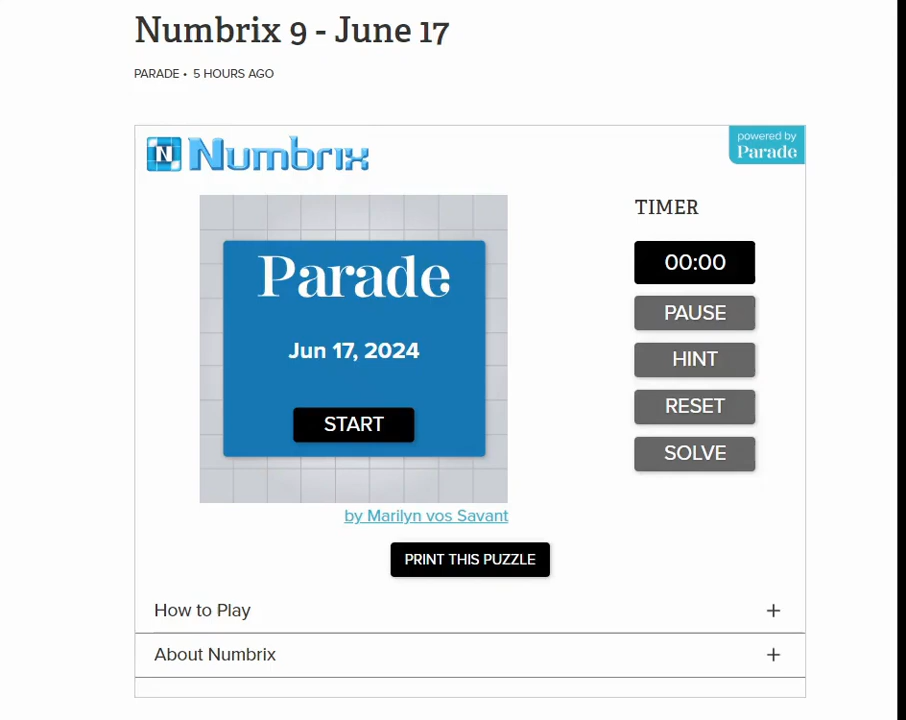 Numbrix 9 - June 17
PARADE • 5 HOURS AGO
N Numbrix
powered by
Parade
TIMER
00:00
Parade
PAUSE
Jun 17, 2024
HINT
RESET
START
SOLVE
by Marilyn vos Savant
PRINT THIS PUZZLE
How to Play +
About Numbrix +